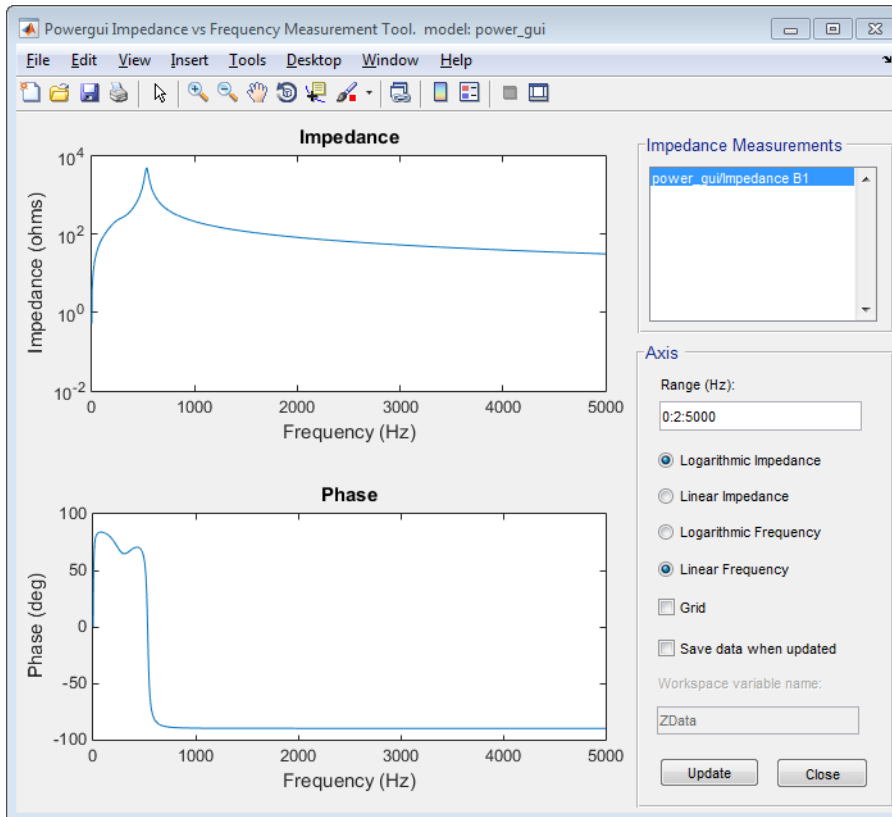 Powergui Impedance vs Frequency Measurement Tool. model: power_gui
File Edit View Insert Tools Desktop Window Help
Impedance
10^4
10^2
10^0
10^-2
Impedance (ohms)
0 1000 2000 3000 4000 5000
Frequency (Hz)
Phase
100
50
0
-50
-100
Phase (deg)
0 1000 2000 3000 4000 5000
Frequency (Hz)
Impedance Measurements
power_gui/Impedance B1
Axis
Range (Hz):
0:2:5000
Logarithmic Impedance
Linear Impedance
Logarithmic Frequency
Linear Frequency
Grid
Save data when updated
Workspace variable name:
ZData
Update Close